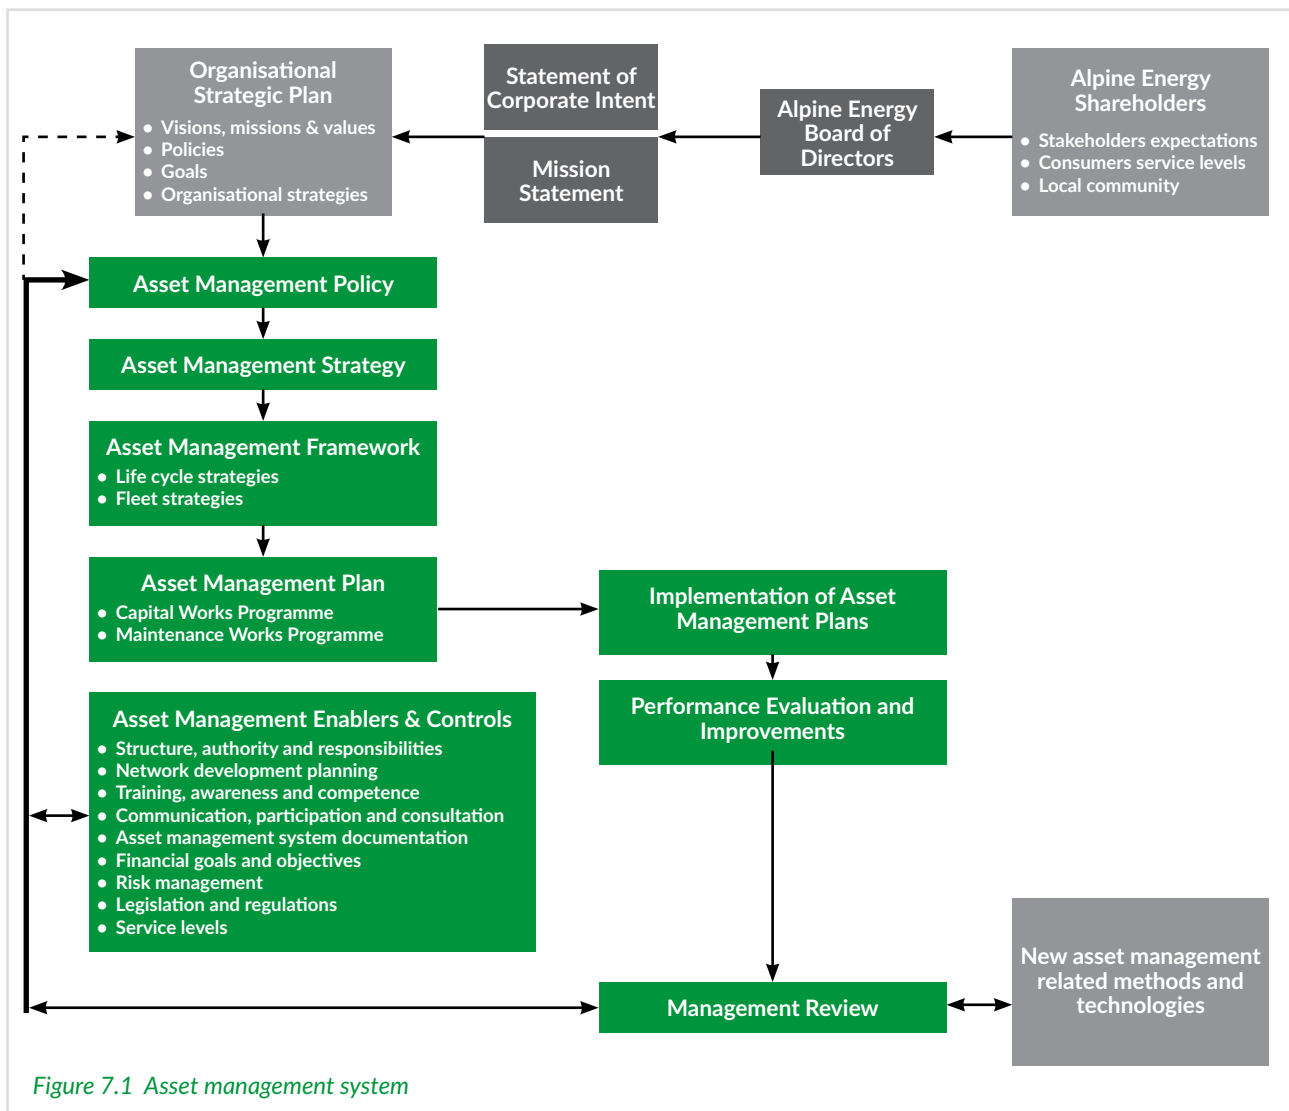 Organisational
Strategic Plan
• Visions, missions & values
• Policies
• Goals
• Organisational strategies
Statement of
Corporate Intent
Mission
Statement
Alpine Energy
Board of
Directors
Alpine Energy
Shareholders
• Stakeholders expectations
• Consumers service levels
• Local community
Asset Management Policy
Asset Management Strategy
Asset Management Framework
• Life cycle strategies
• Fleet strategies
Asset Management Plan
• Capital Works Programme
• Maintenance Works Programme
Implementation of Asset
Management Plans
Performance Evaluation and
Improvements
Asset Management Enablers & Controls
• Structure, authority and responsibilities
• Network development planning
• Training, awareness and competence
• Communication, participation and consultation
• Asset management system documentation
• Financial goals and objectives
• Risk management
• Legislation and regulations
• Service levels
Management Review
New asset management
related methods and
technologies
Figure 7.1 Asset management system